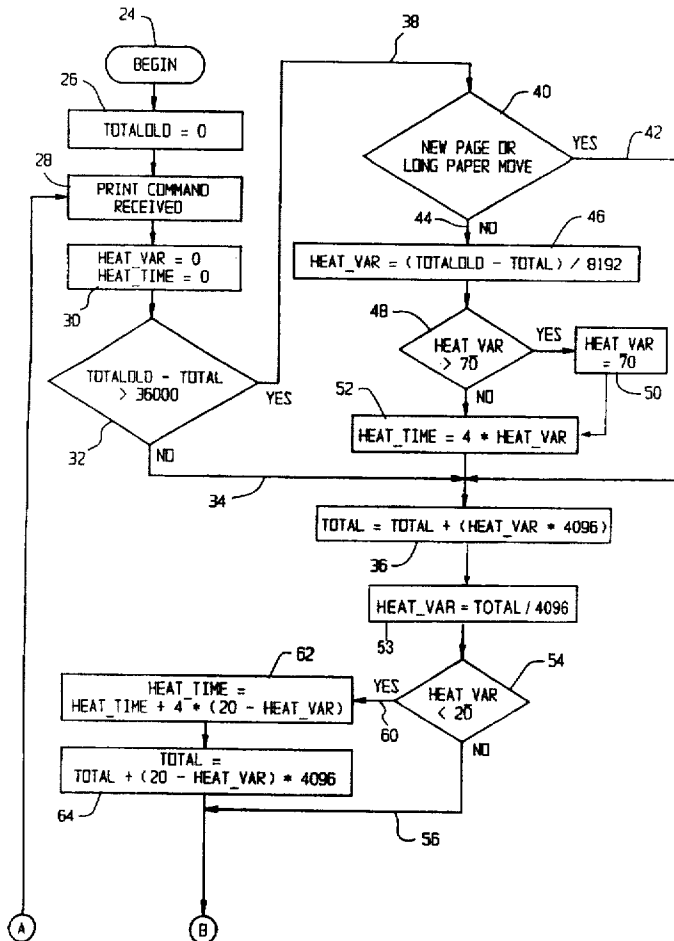 24
BEGIN
26
TOTALOLD = 0
28
PRINT COMMAND
RECEIVED
HEAT_VAR = 0
HEAT_TIME = 0
30
TOTALOLD - TOTAL
> 36000
YES
32
NO
34
38
40
NEW PAGE OR
LONG PAPER MOVE
YES
42
44
NO
46
HEAT_VAR = (TOTALOLD - TOTAL) / 8192
48
HEAT_VAR
> 70
YES
HEAT_VAR
= 70
50
NO
52
HEAT_TIME = 4 * HEAT_VAR
TOTAL = TOTAL + (HEAT_VAR * 4096)
36
HEAT_VAR = TOTAL / 4096
53
54
HEAT_VAR
< 20
YES
60
NO
62
HEAT_TIME =
HEAT_TIME + 4 * (20 - HEAT_VAR)
TOTAL =
TOTAL + (20 - HEAT_VAR) * 4096
64
56
A
B